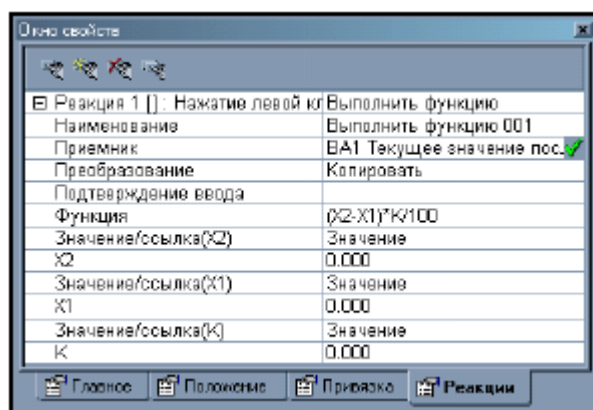 Окно свойств
Реакция 1 [] : Нажатие левой кл Выполнить функцию
Наименование Выполнить функцию 001
Приемник BA1 Текущее значение пос.
Преобразование Копировать
Подтверждение ввода
Функция (X2-X1)*K/100
Значение/ссылка(X2) Значение
X2 0.000
Значение/ссылка(X1) Значение
X1 0.000
Значение/ссылка(K) Значение
K 0.000
Главное Положение Привязка Реакции